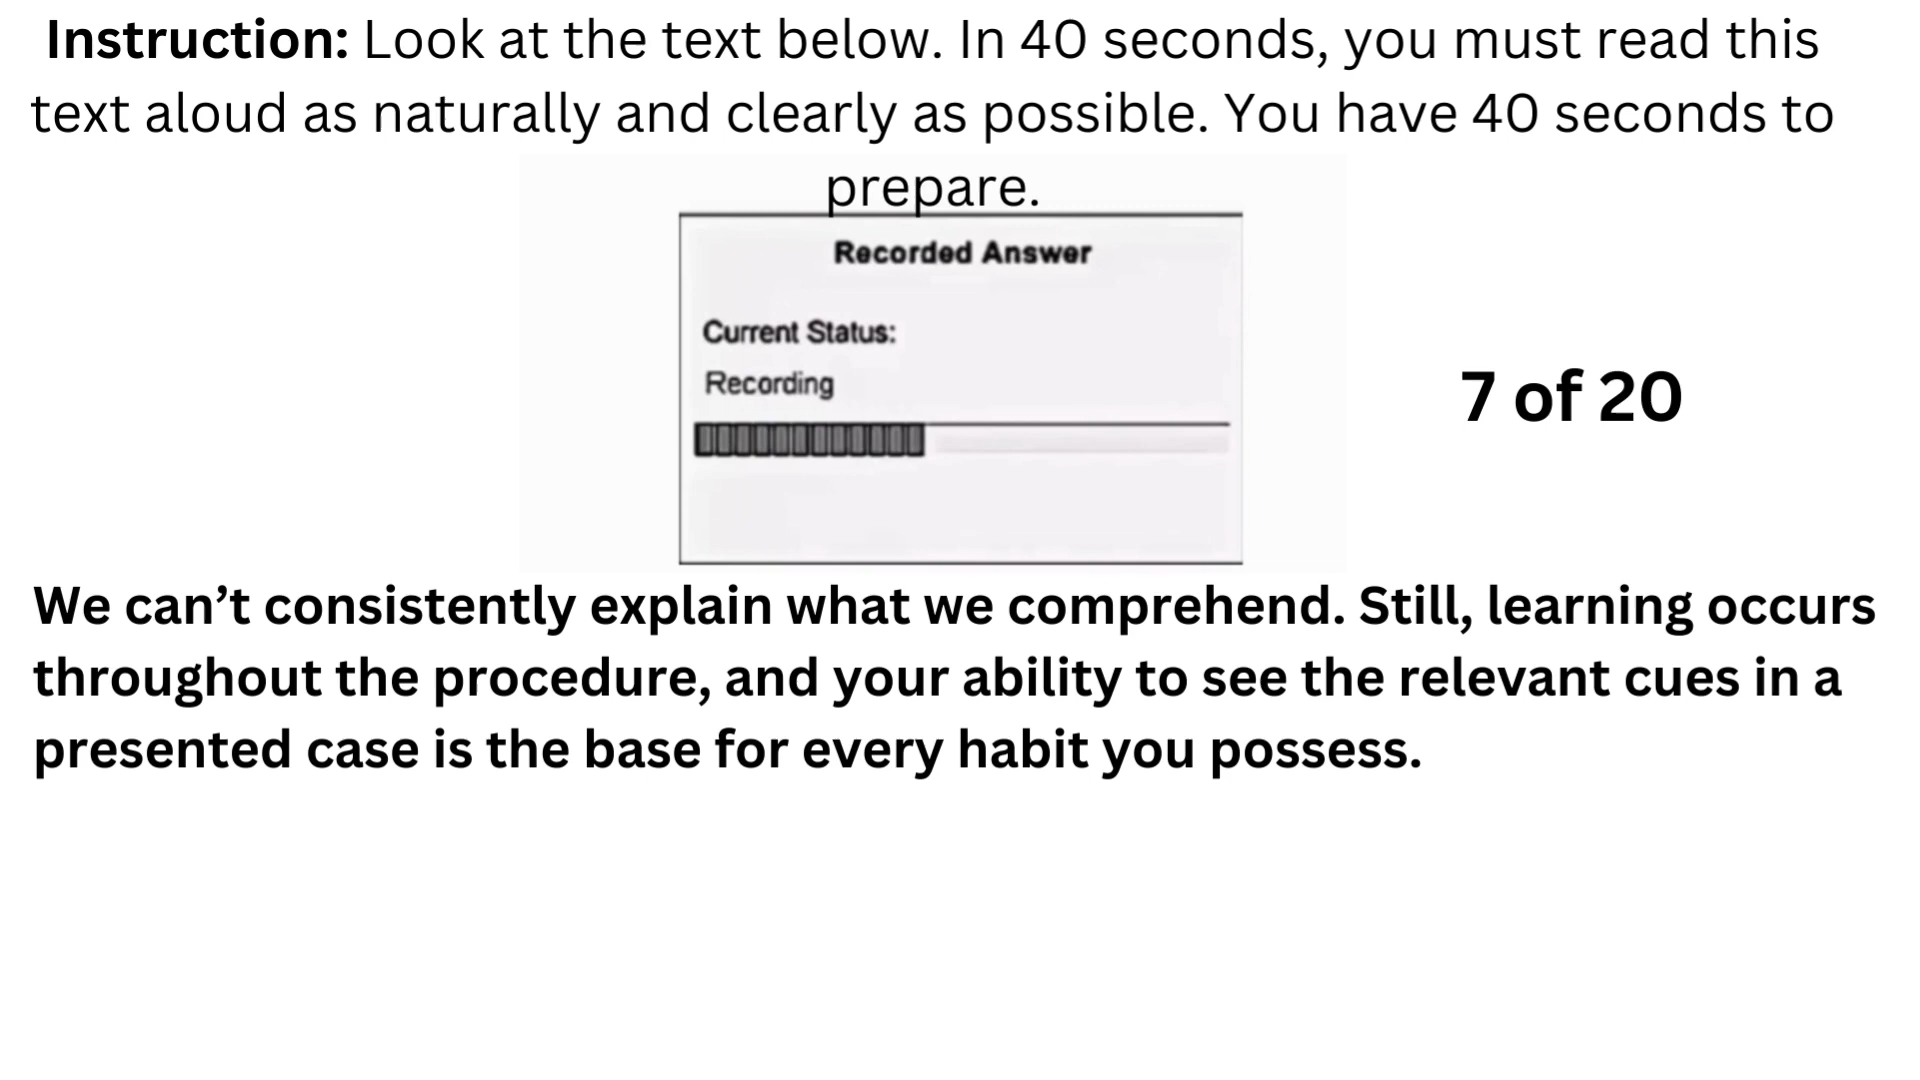 Instruction: Look at the text below. In 40 seconds, you must read this
text aloud as naturally and clearly as possible. You have 40 seconds to
prepare.
Recorded Answer
Current Status:
Recording
7 of 20
We can’t consistently explain what we comprehend. Still, learning occurs
throughout the procedure, and your ability to see the relevant cues in a
presented case is the base for every habit you possess.